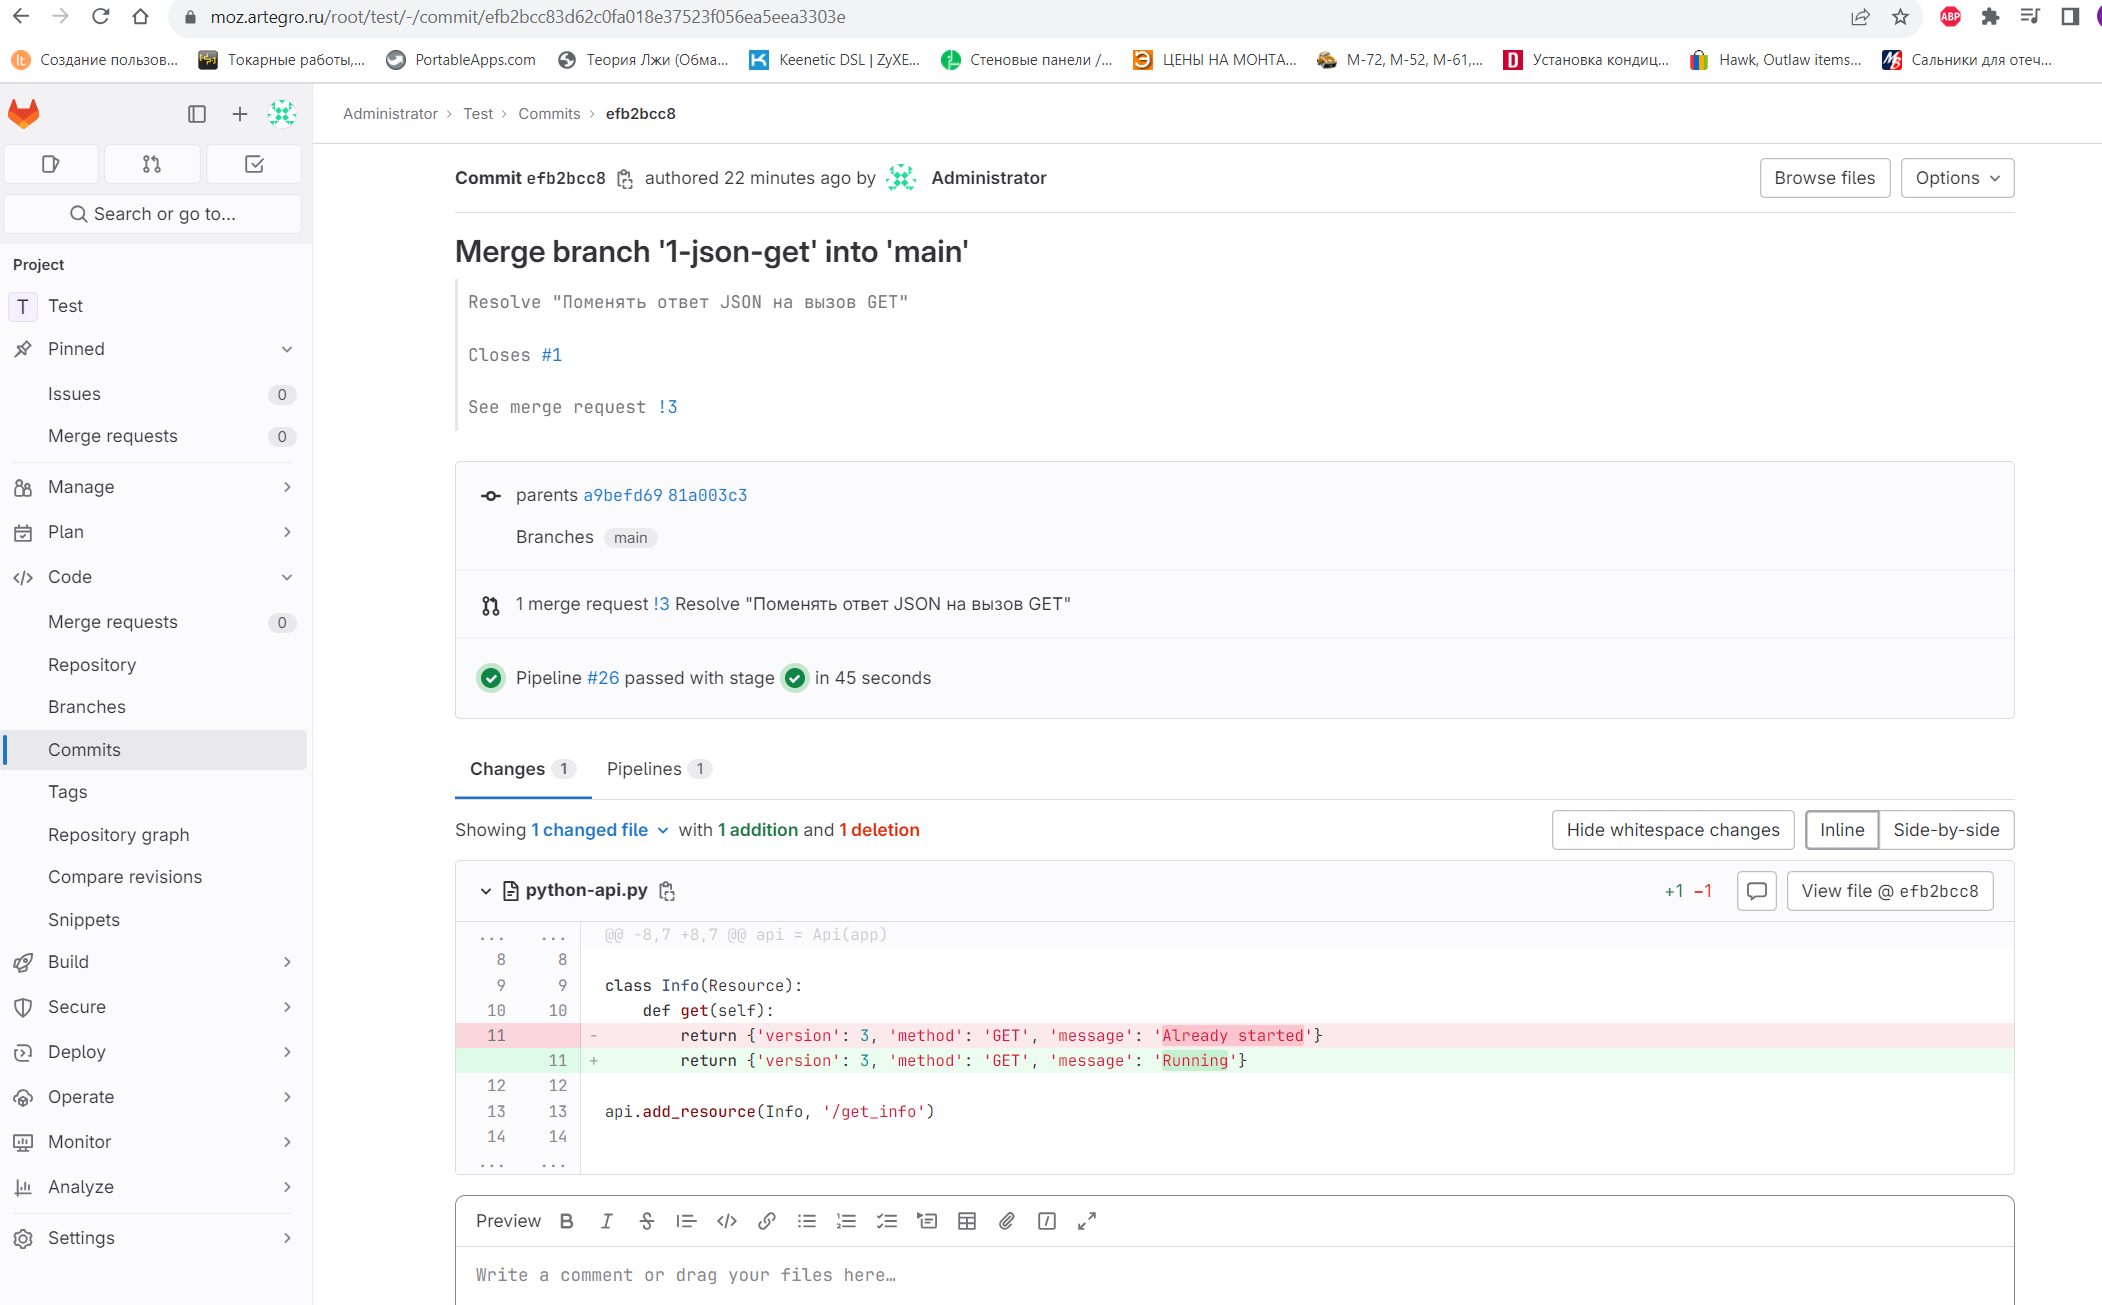 moz.artegro.ru/root/test/-/commit/efb2bcc83d62c0fa018e37523f056ea5eea3303e
ABP
lt Создание пользов... Токарные работы,... PortableApps.com Теория Лжи (Обма... Keenetic DSL | ZyXE... Стеновые панели /... ЦЕНЫ НА МОНТА... М-72, М-52, М-61,... Установка кондиц... Hawk, Outlaw items... Сальники для отеч...
Administrator > Test > Commits > efb2bcc8
Search or go to...
Project
T Test
Pinned
Issues 0
Merge requests 0
Manage
Plan
Code
Merge requests 0
Repository
Branches
Commits
Tags
Repository graph
Compare revisions
Snippets
Build
Secure
Deploy
Operate
Monitor
Analyze
Settings
Commit efb2bcc8 authored 22 minutes ago by Administrator
Browse files
Options
Merge branch '1-json-get' into 'main'
Resolve "Поменять ответ JSON на вызов GET"
Closes #1
See merge request !3
parents a9befd69 81a003c3
Branches main
1 merge request !3 Resolve "Поменять ответ JSON на вызов GET"
Pipeline #26 passed with stage in 45 seconds
Changes 1 Pipelines 1
Showing 1 changed file with 1 addition and 1 deletion
Hide whitespace changes
Inline Side-by-side
python-api.py
+1 −1
View file @ efb2bcc8
... ... @@ -8,7 +8,7 @@ api = Api(app)
8 8
9 9 class Info(Resource):
10 10 def get(self):
11 - return {'version': 3, 'method': 'GET', 'message': 'Already started'}
11 + return {'version': 3, 'method': 'GET', 'message': 'Running'}
12 12
13 13 api.add_resource(Info, '/get_info')
14 14
... ...
Preview
Write a comment or drag your files here…